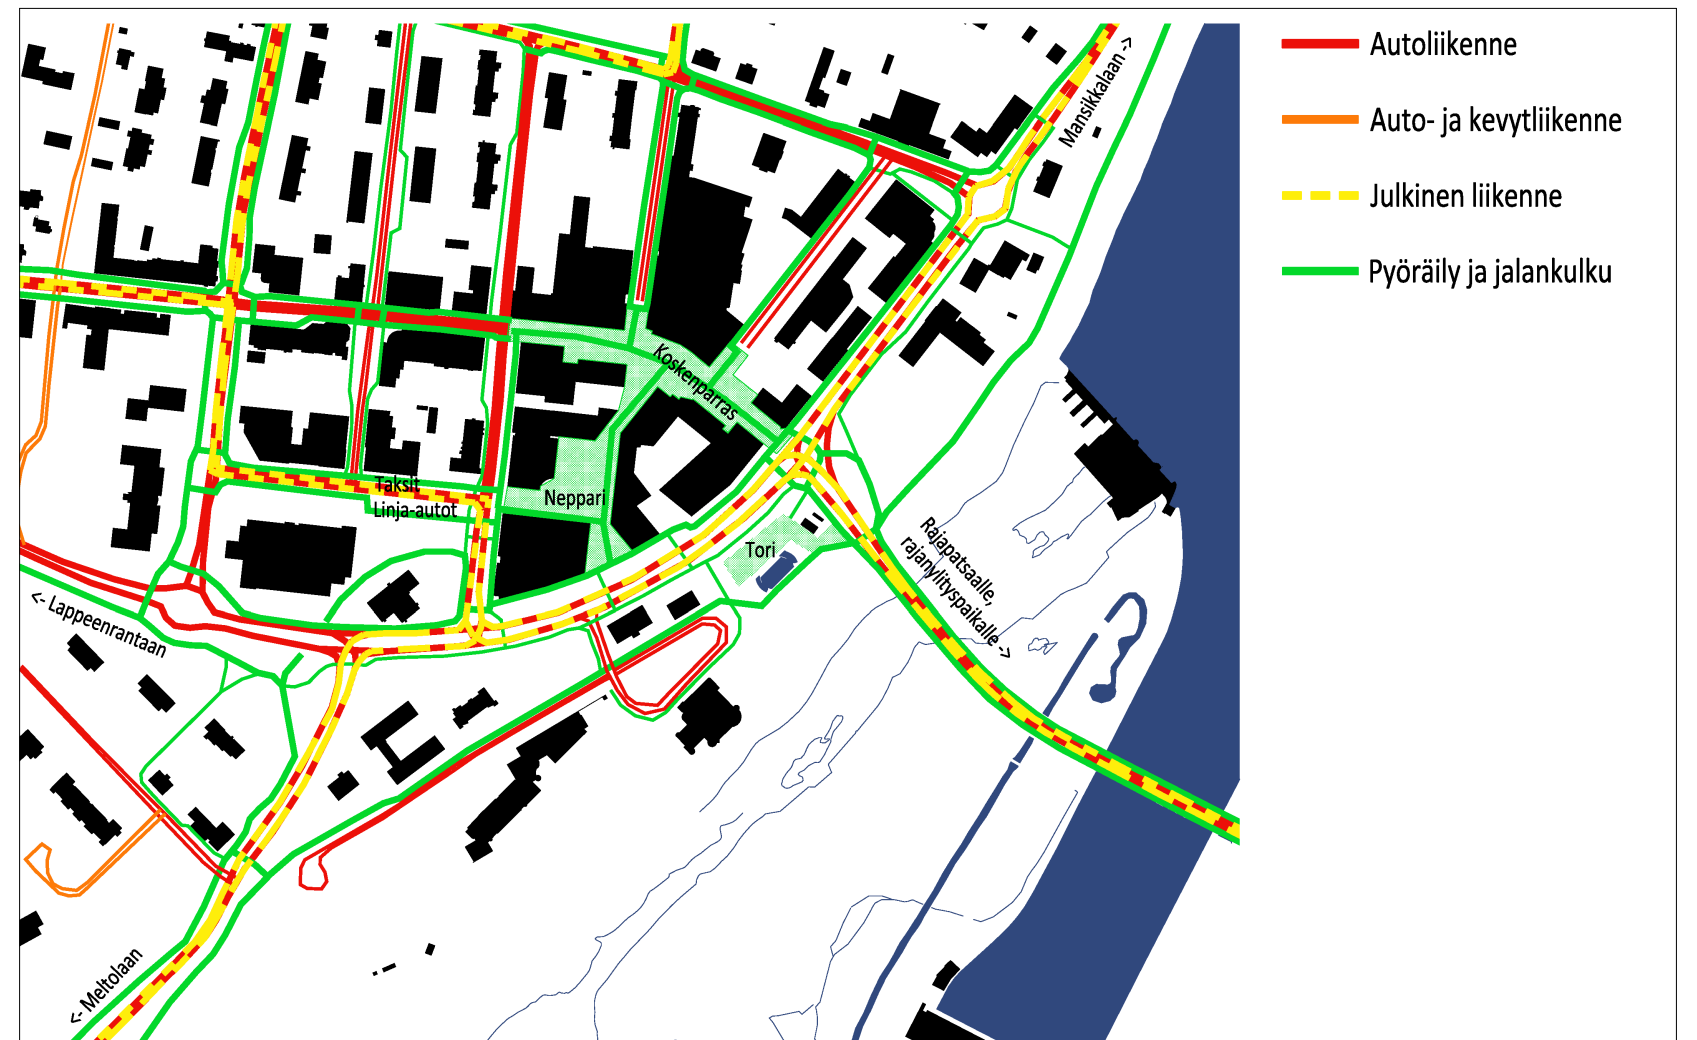 Autoliikenne
Auto- ja kevytliikenne
Julkinen liikenne
Pyöräily ja jalankulku
Mansikkalaan ->
Koskenparras
Taksit
Linja-autot
Neppari
Tori
Rajapatsaalle,
rajanylityspaikalle ->
<- Lappeenrantaan
<- Meltolaan